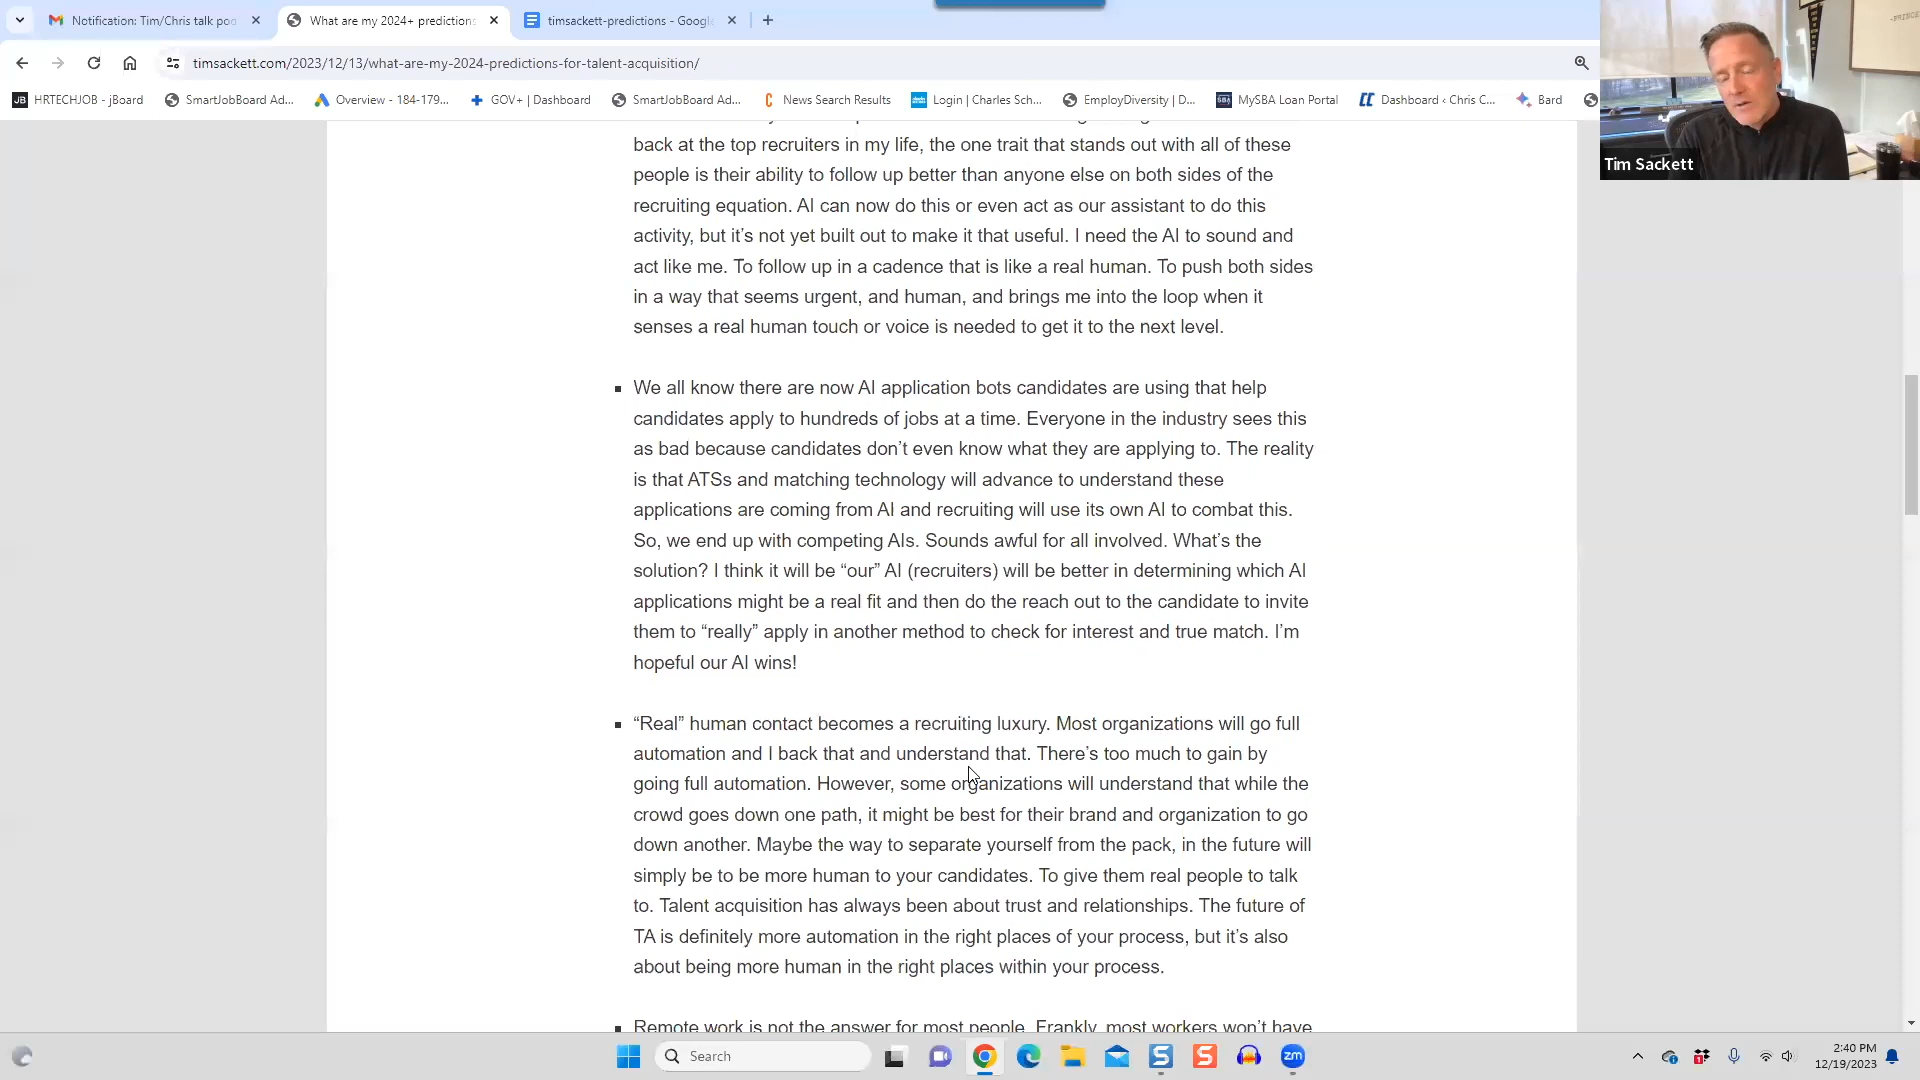 Notification: Tim/Chris talk poo
What are my 2024+ predictions
timsackett-predictions - Google
timsackett.com/2023/12/13/what-are-my-2024-predictions-for-talent-acquisition/
HRTECHJOB - jBoard
SmartJobBoard Ad...
Overview - 184-179...
GOV+ | Dashboard
SmartJobBoard Ad...
News Search Results
Login | Charles Sch...
EmployDiversity | D...
MySBA Loan Portal
Dashboard ‹ Chris C...
Bard
Tim Sackett
back at the top recruiters in my life, the one trait that stands out with all of these
people is their ability to follow up better than anyone else on both sides of the
recruiting equation. AI can now do this or even act as our assistant to do this
activity, but it’s not yet built out to make it that useful. I need the AI to sound and
act like me. To follow up in a cadence that is like a real human. To push both sides
in a way that seems urgent, and human, and brings me into the loop when it
senses a real human touch or voice is needed to get it to the next level.
We all know there are now AI application bots candidates are using that help
candidates apply to hundreds of jobs at a time. Everyone in the industry sees this
as bad because candidates don’t even know what they are applying to. The reality
is that ATSs and matching technology will advance to understand these
applications are coming from AI and recruiting will use its own AI to combat this.
So, we end up with competing AIs. Sounds awful for all involved. What’s the
solution? I think it will be “our” AI (recruiters) will be better in determining which AI
applications might be a real fit and then do the reach out to the candidate to invite
them to “really” apply in another method to check for interest and true match. I’m
hopeful our AI wins!
“Real” human contact becomes a recruiting luxury. Most organizations will go full
automation and I back that and understand that. There’s too much to gain by
going full automation. However, some organizations will understand that while the
crowd goes down one path, it might be best for their brand and organization to go
down another. Maybe the way to separate yourself from the pack, in the future will
simply be to be more human to your candidates. To give them real people to talk
to. Talent acquisition has always been about trust and relationships. The future of
TA is definitely more automation in the right places of your process, but it’s also
about being more human in the right places within your process.
Remote work is not the answer for most people. Frankly, most workers won’t have
Search
zm
2:40 PM
12/19/2023